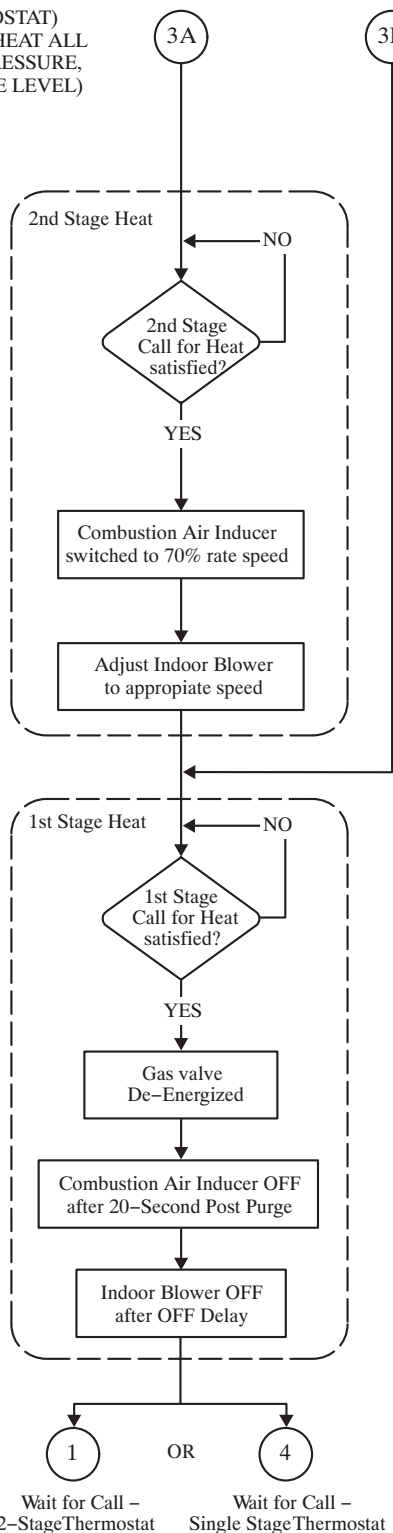 OSTAT)
HEAT ALL
RESSURE,
E LEVEL)
3A
2nd Stage Heat
NO
2nd Stage
Call for Heat
satisfied?
YES
Combustion Air Inducer
switched to 70% rate speed
Adjust Indoor Blower
to appropiate speed
1st Stage Heat
NO
1st Stage
Call for Heat
satisfied?
YES
Gas valve
De−Energized
Combustion Air Inducer OFF
after 20−Second Post Purge
Indoor Blower OFF
after OFF Delay
1
OR
4
Wait for Call −
2−StageThermostat
Wait for Call −
Single StageThermostat